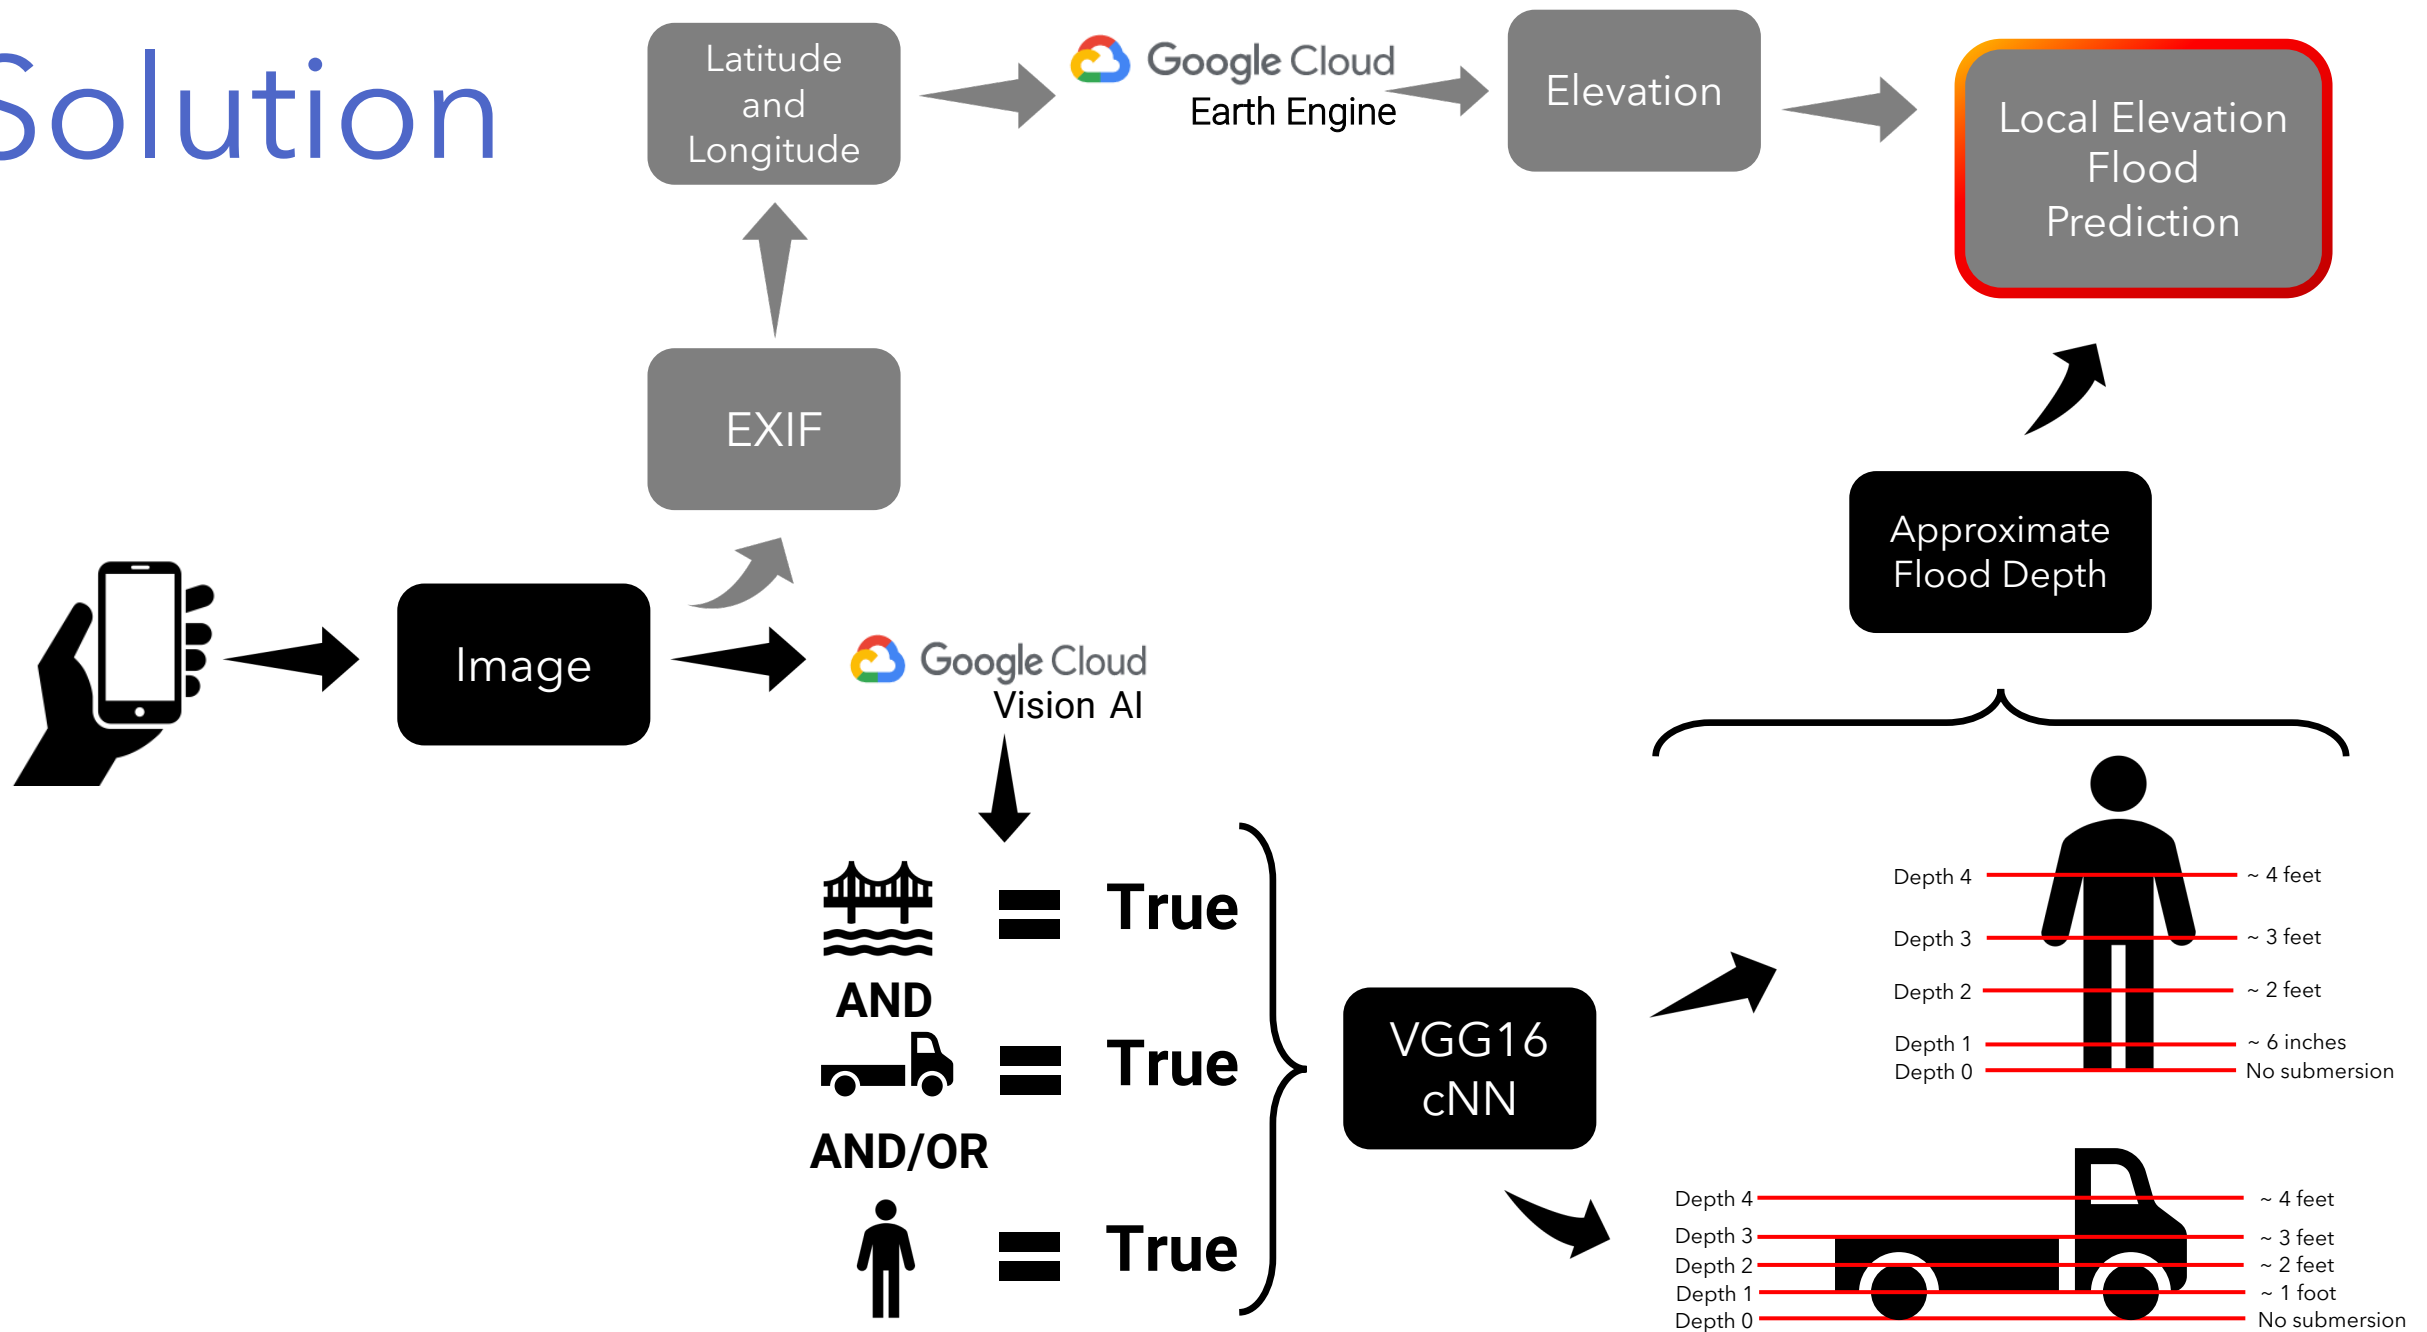 Solution
Latitude
and
Longitude
Google Cloud
Earth Engine
Elevation
Local Elevation
Flood
Prediction
EXIF
Approximate
Flood Depth
Image
Google Cloud
Vision AI
True
AND
True
AND/OR
True
VGG16
cNN
Depth 4 ~ 4 feet
Depth 3 ~ 3 feet
Depth 2 ~ 2 feet
Depth 1 ~ 6 inches
Depth 0 No submersion
Depth 4 ~ 4 feet
Depth 3 ~ 3 feet
Depth 2 ~ 2 feet
Depth 1 ~ 1 foot
Depth 0 No submersion